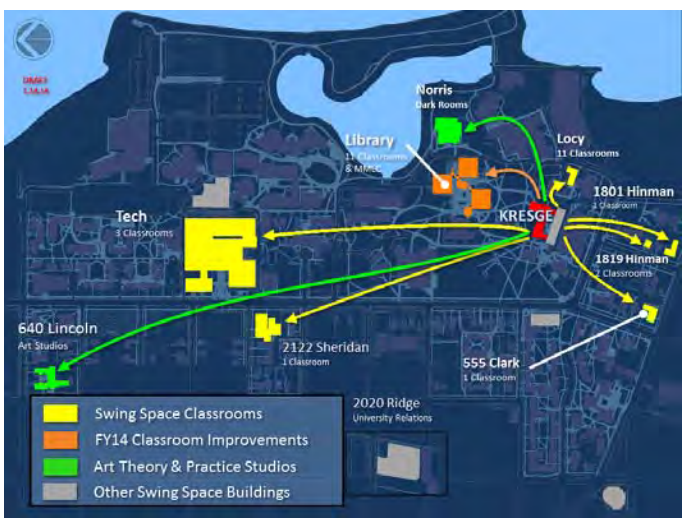 Norris
Dark Rooms
Library
11 Classrooms
& MMLC
Locy
11 Classrooms
1801 Hinman
1 Classroom
KRESGE
Tech
3 Classrooms
1819 Hinman
2 Classrooms
640 Lincoln
Art Studios
2122 Sheridan
1 Classroom
555 Clark
1 Classroom
2020 Ridge
University Relations
Swing Space Classrooms
FY14 Classroom Improvements
Art Theory & Practice Studios
Other Swing Space Buildings